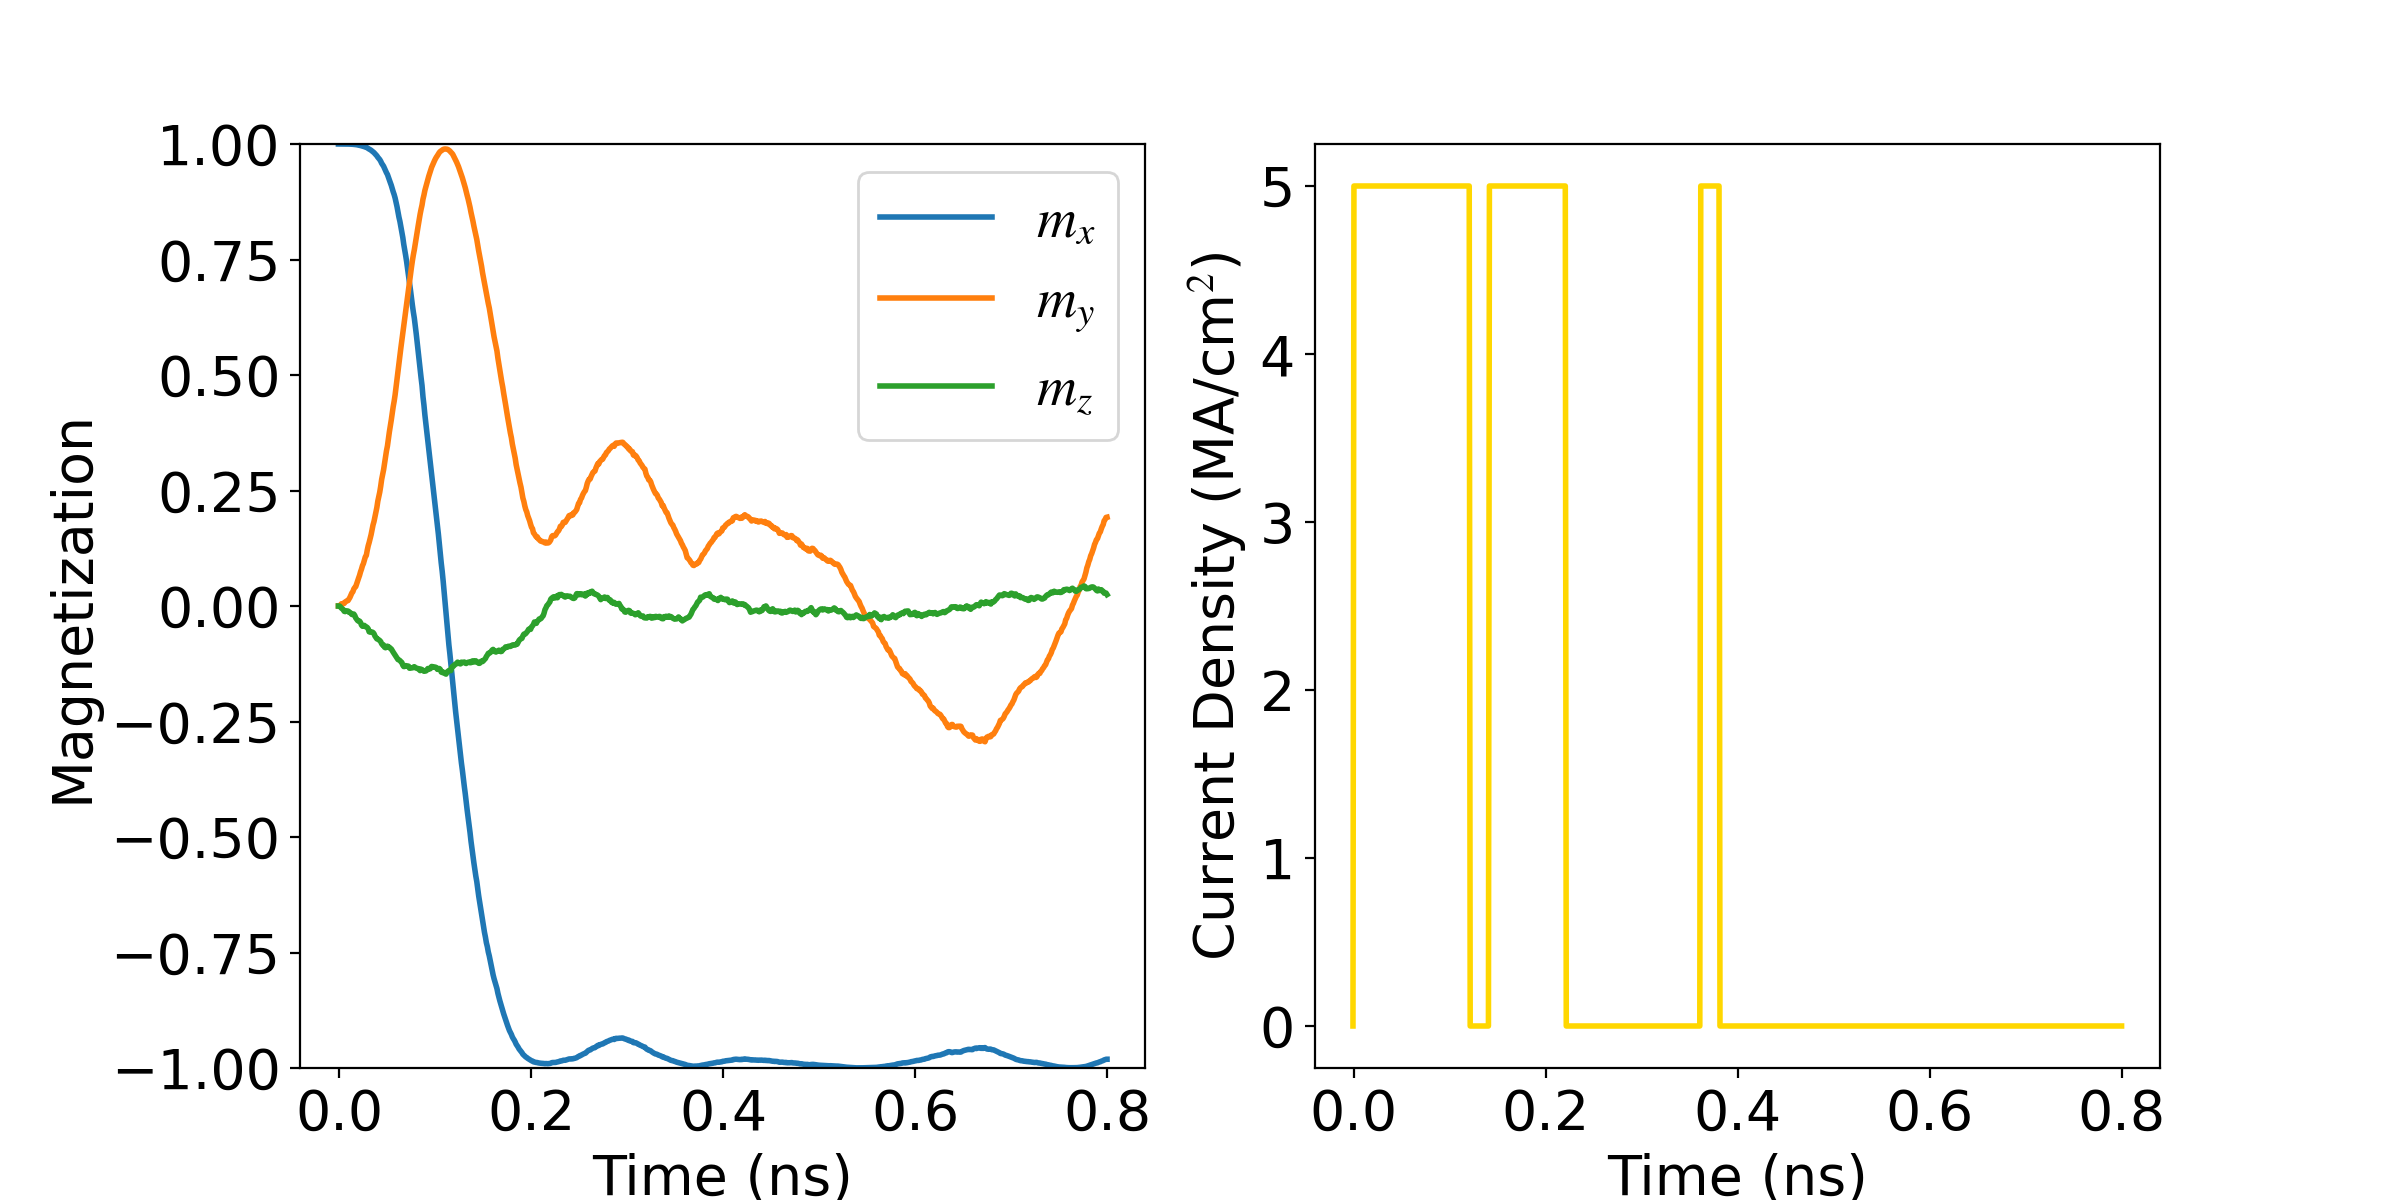 Magnetization
1.00
0.75
0.50
0.25
0.00
−0.25
−0.50
−0.75
−1.00
0.0 0.2 0.4 0.6 0.8
Time (ns)
m_x
m_y
m_z
Current Density (MA/cm²)
5
4
3
2
1
0
0.0 0.2 0.4 0.6 0.8
Time (ns)